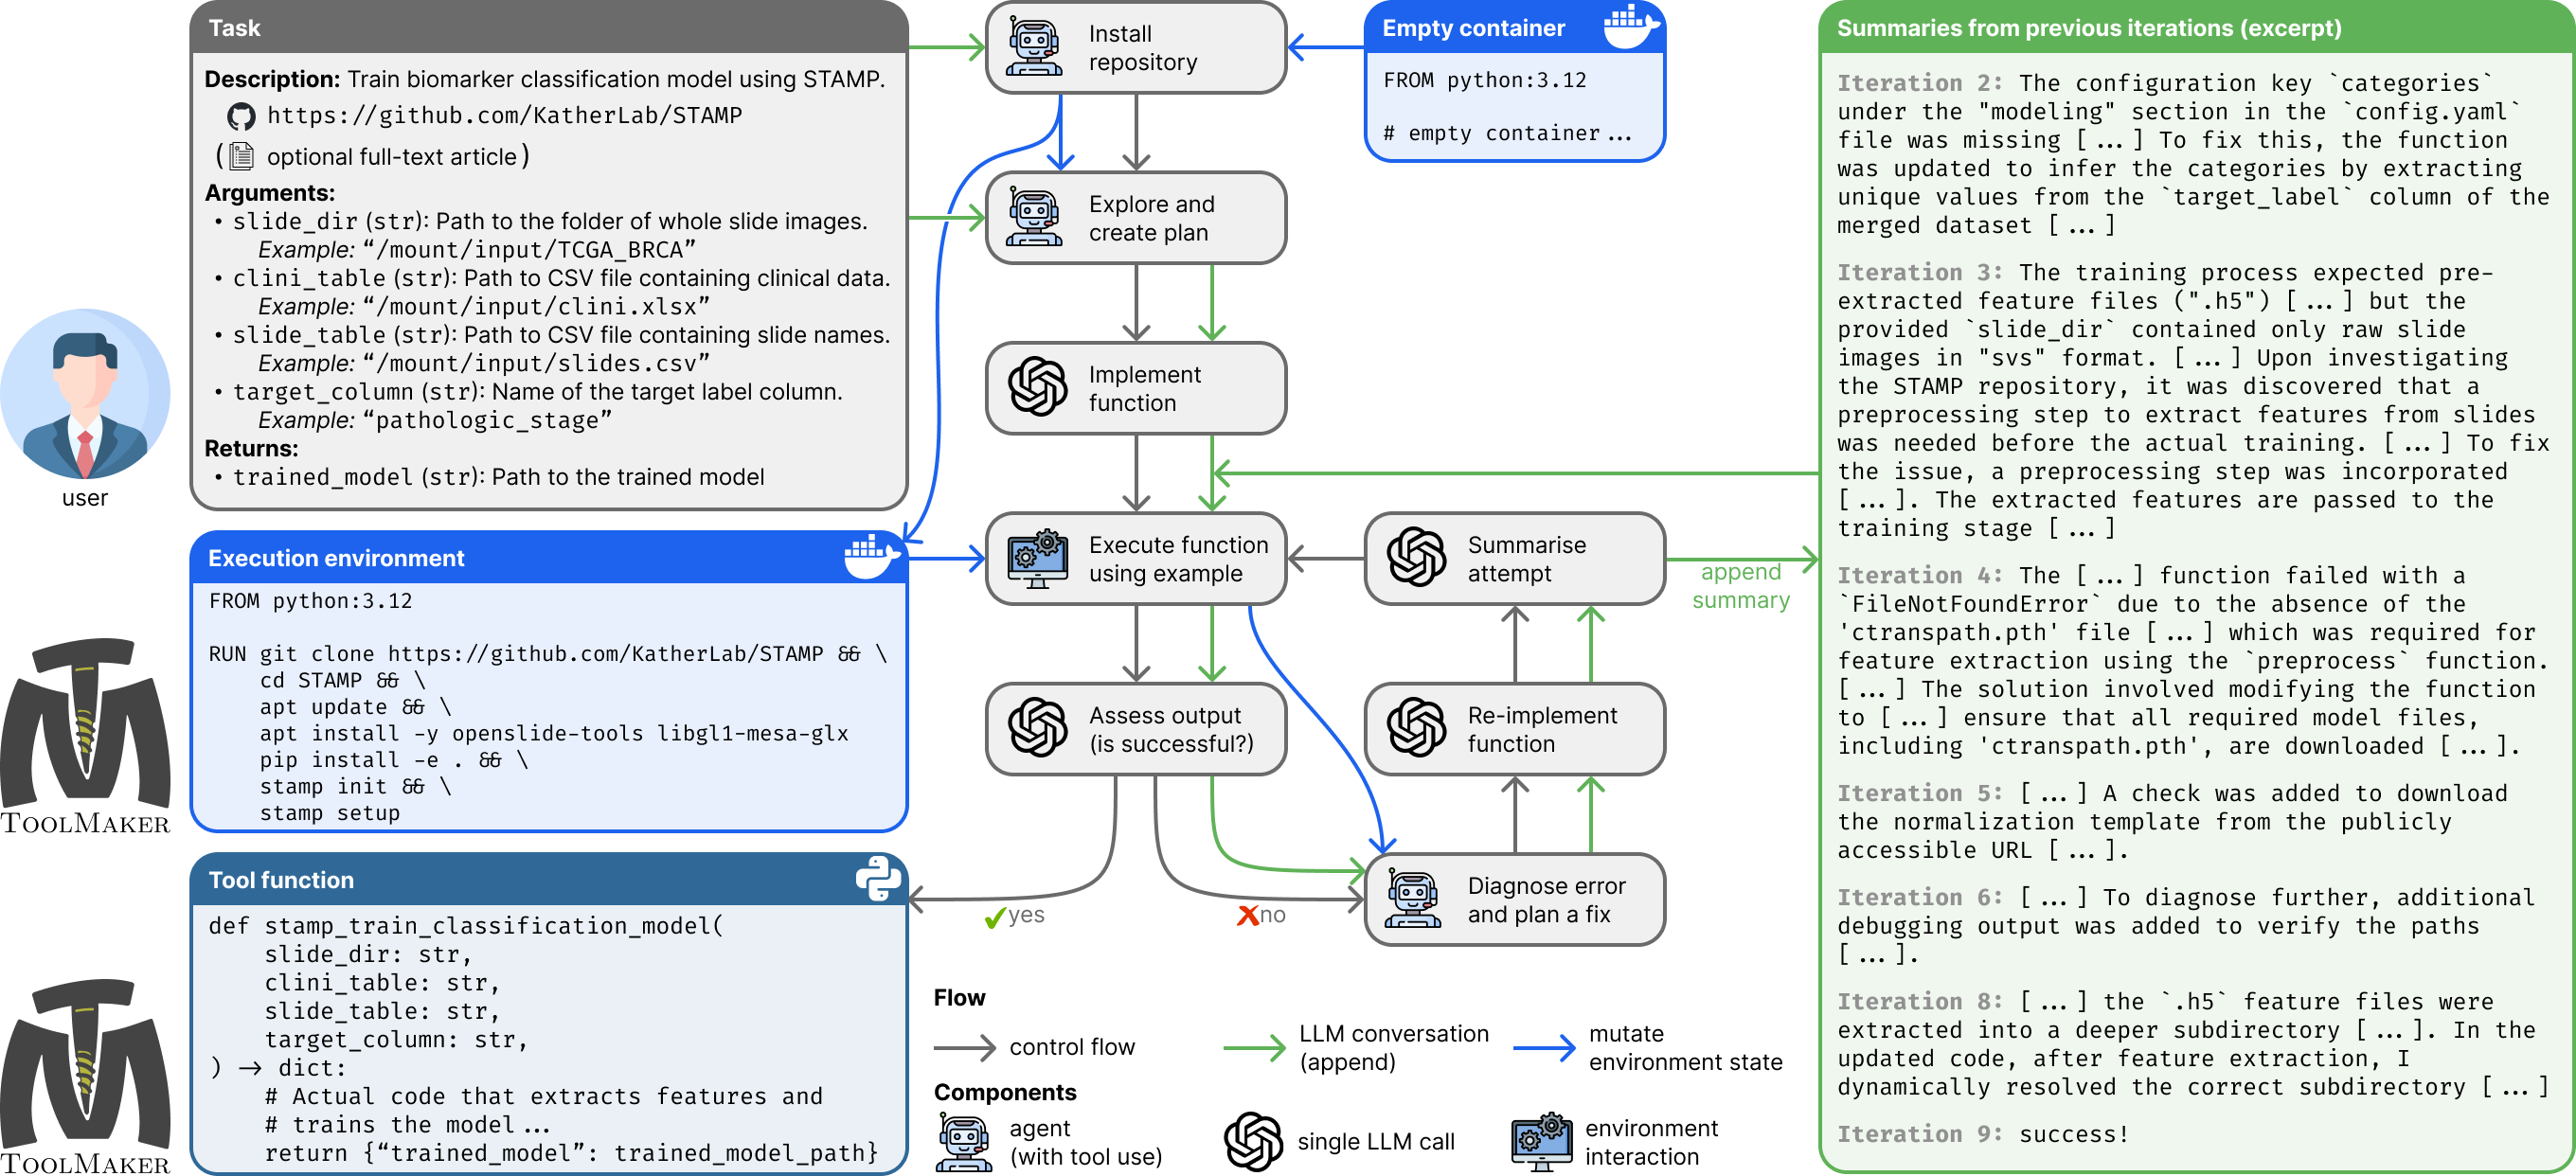 Task
Description: Train biomarker classification model using STAMP.
https://github.com/KatherLab/STAMP
( optional full-text article)
Arguments:
• slide_dir (str): Path to the folder of whole slide images.
Example: “/mount/input/TCGA_BRCA”
• clini_table (str): Path to CSV file containing clinical data.
Example: “/mount/input/clini.xlsx”
• slide_table (str): Path to CSV file containing slide names.
Example: “/mount/input/slides.csv”
• target_column (str): Name of the target label column.
Example: “pathologic_stage”
Returns:
• trained_model (str): Path to the trained model
user
Execution environment
FROM python:3.12
RUN git clone https://github.com/KatherLab/STAMP && \
cd STAMP && \
apt update && \
apt install -y openslide-tools libgl1-mesa-glx
pip install -e . && \
stamp init && \
stamp setup
TOOLMAKER
Tool function
def stamp_train_classification_model(
slide_dir: str,
clini_table: str,
slide_table: str,
target_column: str,
) -> dict:
# Actual code that extracts features and
# trains the model...
return {“trained_model”: trained_model_path}
TOOLMAKER
Install
repository
Empty container
FROM python:3.12
# empty container...
Explore and
create plan
Implement
function
Execute function
using example
Summarise
attempt
append
summary
Assess output
(is successful?)
Re-implement
function
yes
no
Diagnose error
and plan a fix
Flow
control flow
LLM conversation
(append)
mutate
environment state
Components
agent
(with tool use)
single LLM call
environment
interaction
Summaries from previous iterations (excerpt)
Iteration 2: The configuration key `categories`
under the "modeling" section in the `config.yaml`
file was missing [...] To fix this, the function
was updated to infer the categories by extracting
unique values from the `target_label` column of the
merged dataset [...]
Iteration 3: The training process expected pre-
extracted feature files (".h5") [...] but the
provided `slide_dir` contained only raw slide
images in "svs" format. [...] Upon investigating
the STAMP repository, it was discovered that a
preprocessing step to extract features from slides
was needed before the actual training. [...] To fix
the issue, a preprocessing step was incorporated
[...]. The extracted features are passed to the
training stage [...]
Iteration 4: The [...] function failed with a
`FileNotFoundError` due to the absence of the
'ctranspath.pth' file [...] which was required for
feature extraction using the `preprocess` function.
[...] The solution involved modifying the function
to [...] ensure that all required model files,
including 'ctranspath.pth', are downloaded [...].
Iteration 5: [...] A check was added to download
the normalization template from the publicly
accessible URL [...].
Iteration 6: [...] To diagnose further, additional
debugging output was added to verify the paths
[...].
Iteration 8: [...] the `.h5` feature files were
extracted into a deeper subdirectory [...]. In the
updated code, after feature extraction, I
dynamically resolved the correct subdirectory [...]
Iteration 9: success!